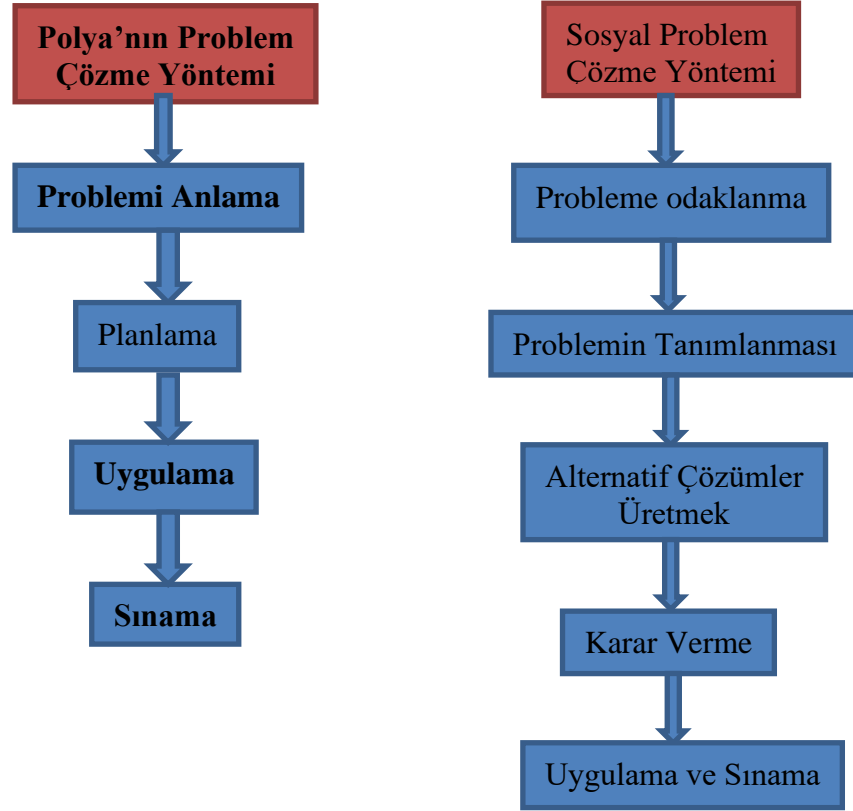 Polya’nın Problem
Çözme Yöntemi
Problemi Anlama
Planlama
Uygulama
Sınama
Sosyal Problem
Çözme Yöntemi
Probleme odaklanma
Problemin Tanımlanması
Alternatif Çözümler
Üretmek
Karar Verme
Uygulama ve Sınama